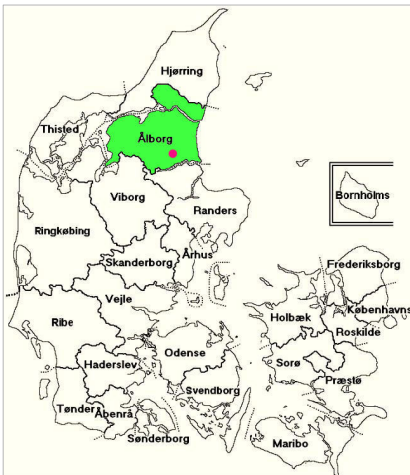 Hjørring
Thisted
Ålborg
Viborg
Randers
Bornholms
Ringkøbing
Århus
Skanderborg
Frederiksborg
Vejle
Københavns
Holbæk
Ribe
Roskilde
Odense
Haderslev
Sorø
Præstø
Svendborg
Tønder
Åbenrå
Sønderborg
Maribo